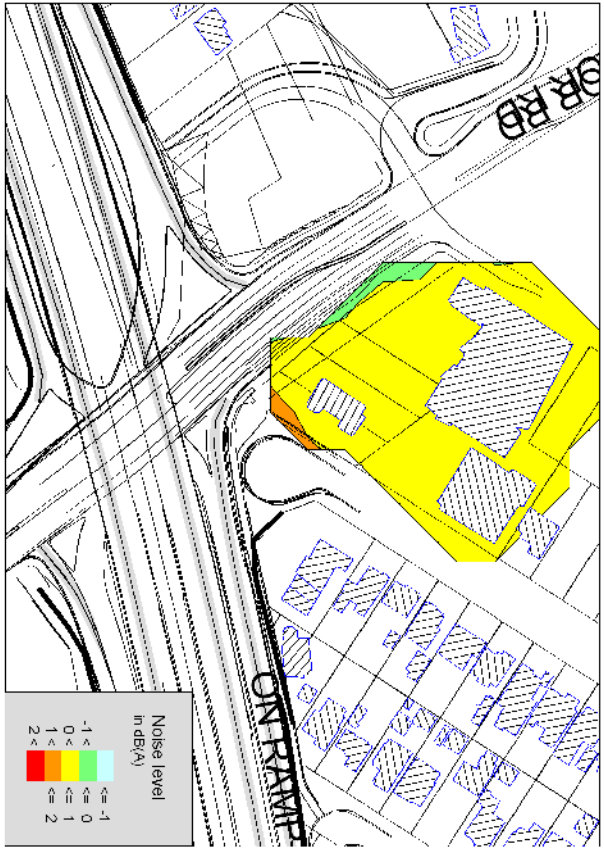 OR RD
ON RAMP
Noise level
in dB(A)
<= -1
-1 < <= 0
0 < <= 1
1 < <= 2
2 <